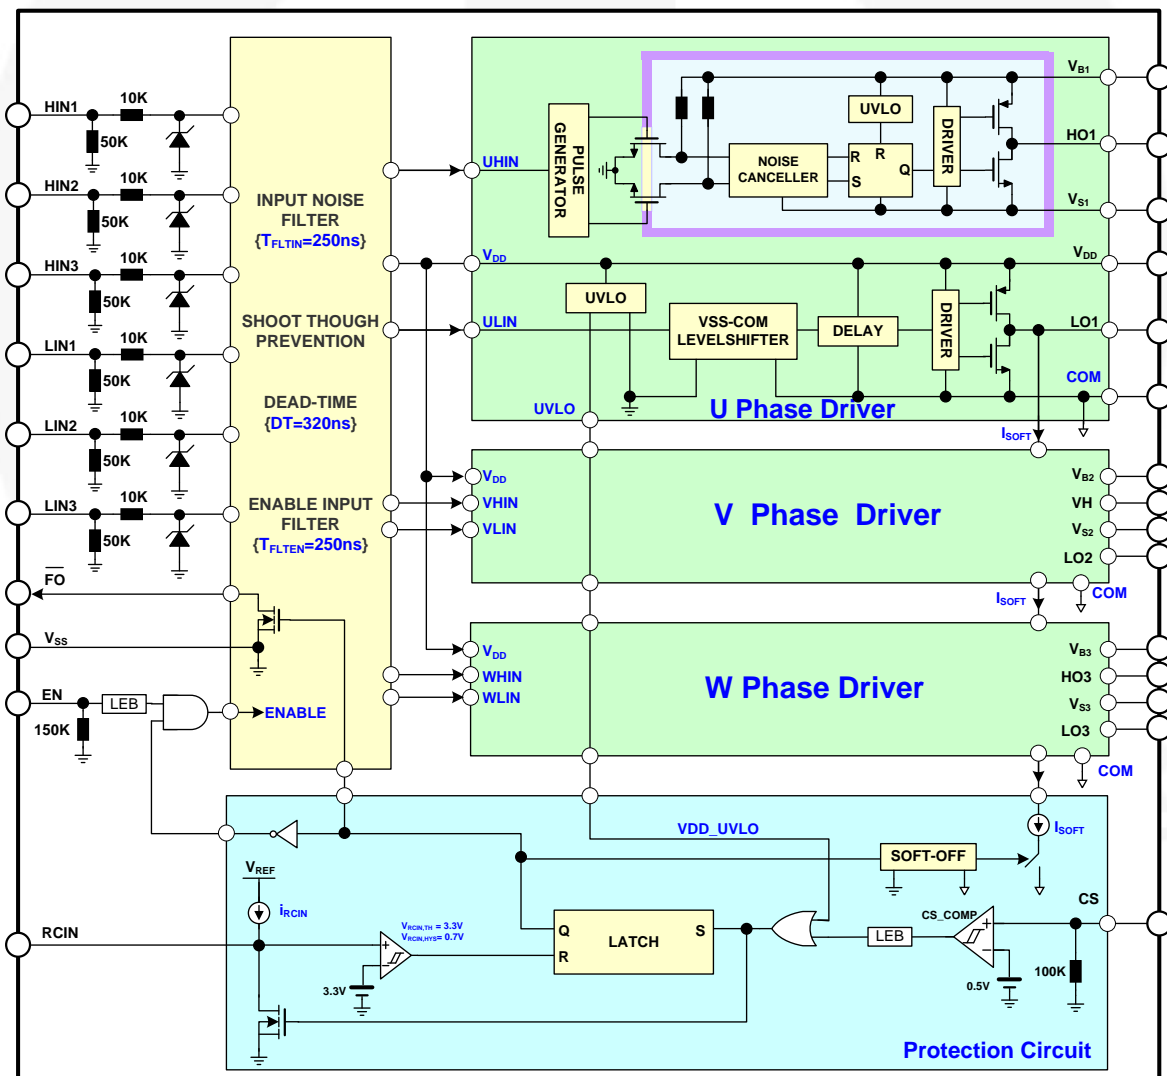 HIN1
10K
50K
HIN2
10K
50K
HIN3
10K
50K
LIN1
10K
50K
LIN2
10K
50K
LIN3
10K
50K
FO
VSS
EN
LEB
150K
ENABLE
RCIN
INPUT NOISE
FILTER
{TFLTIN=250ns}
SHOOT THOUGH
PREVENTION
DEAD-TIME
{DT=320ns}
ENABLE INPUT
FILTER
{TFLTEN=250ns}
UHIN
PULSE
GENERATOR
NOISE
CANCELLER
UVLO
R
R
S
Q
DRIVER
VB1
HO1
VS1
VDD
VDD
UVLO
ULIN
VSS-COM
LEVELSHIFTER
DELAY
DRIVER
LO1
COM
UVLO
U Phase Driver
ISOFT
VDD
VHIN
VLIN
V Phase Driver
VB2
VH
VS2
LO2
ISOFT
COM
VDD
WHIN
WLIN
W Phase Driver
VB3
HO3
VS3
LO3
COM
VDD_UVLO
ISOFT
SOFT-OFF
VREF
iRCIN
VRCIN,TH = 3.3V
VRCIN,HYS= 0.7V
+
−
3.3V
Q
R
LATCH
S
LEB
CS_COMP
+
−
0.5V
CS
100K
Protection Circuit